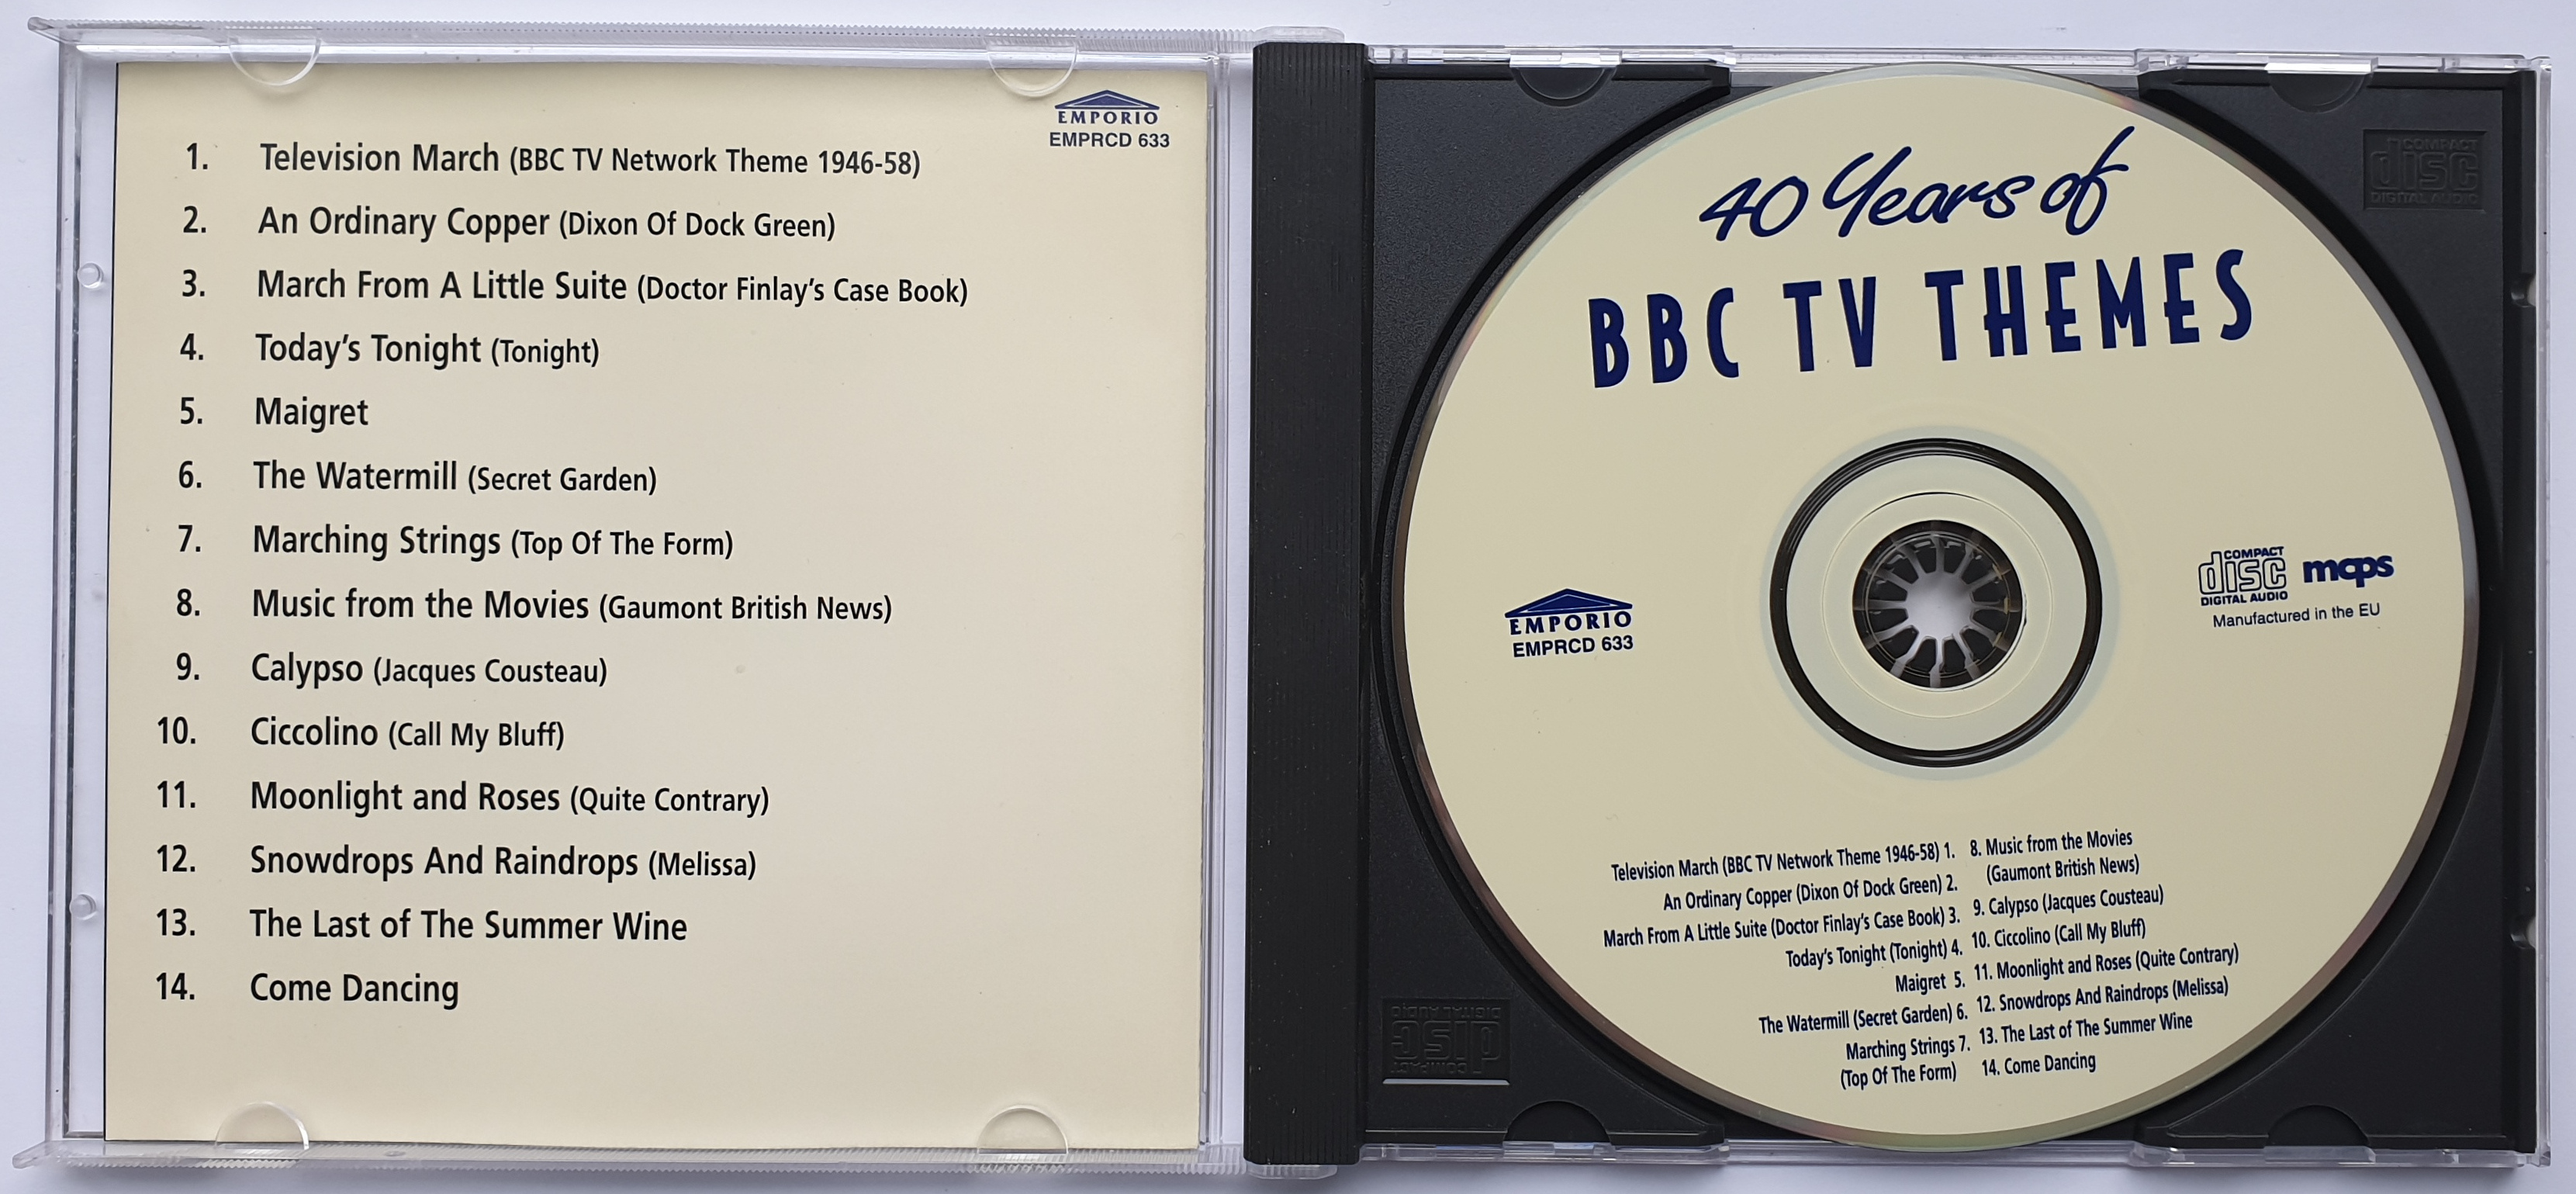 EMPORIO
EMPRCD 633
1. Television March (BBC TV Network Theme 1946-58)
2. An Ordinary Copper (Dixon Of Dock Green)
3. March From A Little Suite (Doctor Finlay's Case Book)
4. Today's Tonight (Tonight)
5. Maigret
6. The Watermill (Secret Garden)
7. Marching Strings (Top Of The Form)
8. Music from the Movies (Gaumont British News)
9. Calypso (Jacques Cousteau)
10. Ciccolino (Call My Bluff)
11. Moonlight and Roses (Quite Contrary)
12. Snowdrops And Raindrops (Melissa)
13. The Last of The Summer Wine
14. Come Dancing
COMPACT
disc
DIGITAL AUDIO
40 Years of
BBC TV THEMES
COMPACT
disc
DIGITAL AUDIO
mcps
Manufactured in the EU
EMPORIO
EMPRCD 633
Television March (BBC TV Network Theme 1946-58) 1.
An Ordinary Copper (Dixon Of Dock Green) 2.
March From A Little Suite (Doctor Finlay's Case Book) 3.
Today's Tonight (Tonight) 4.
Maigret 5.
The Watermill (Secret Garden) 6.
Marching Strings 7.
(Top Of The Form)
8. Music from the Movies
(Gaumont British News)
9. Calypso (Jacques Cousteau)
10. Ciccolino (Call My Bluff)
11. Moonlight and Roses (Quite Contrary)
12. Snowdrops And Raindrops (Melissa)
13. The Last of The Summer Wine
14. Come Dancing
COMPACT
disc
DIGITAL AUDIO